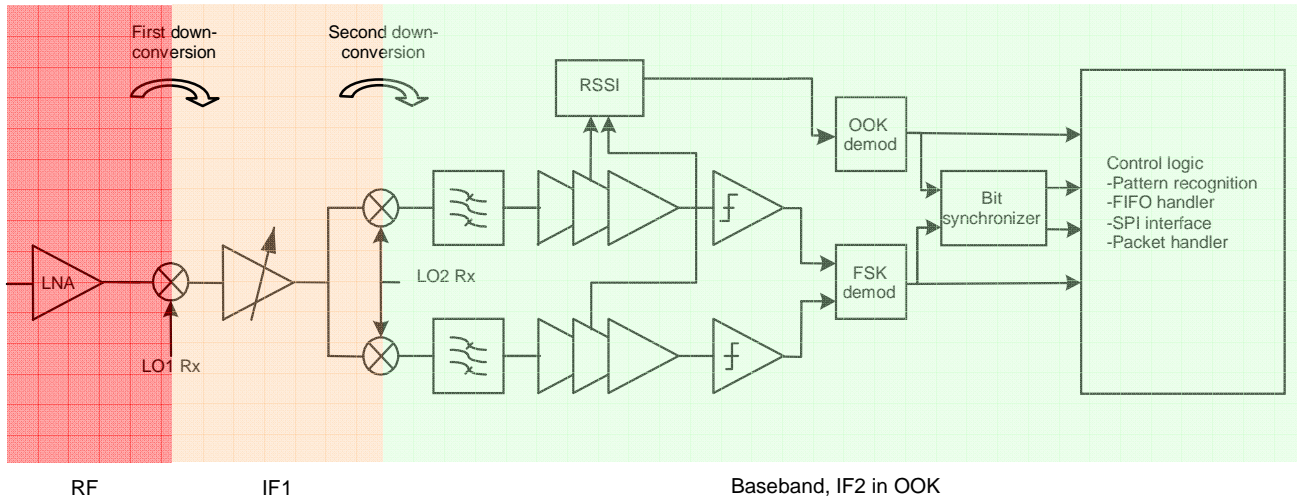 First down-
conversion
Second down-
conversion
RSSI
OOK
demod
Control logic
-Pattern recognition
-FIFO handler
-SPI interface
-Packet handler
Bit
synchronizer
LNA
LO2 Rx
FSK
demod
LO1 Rx
RF
IF1
Baseband, IF2 in OOK